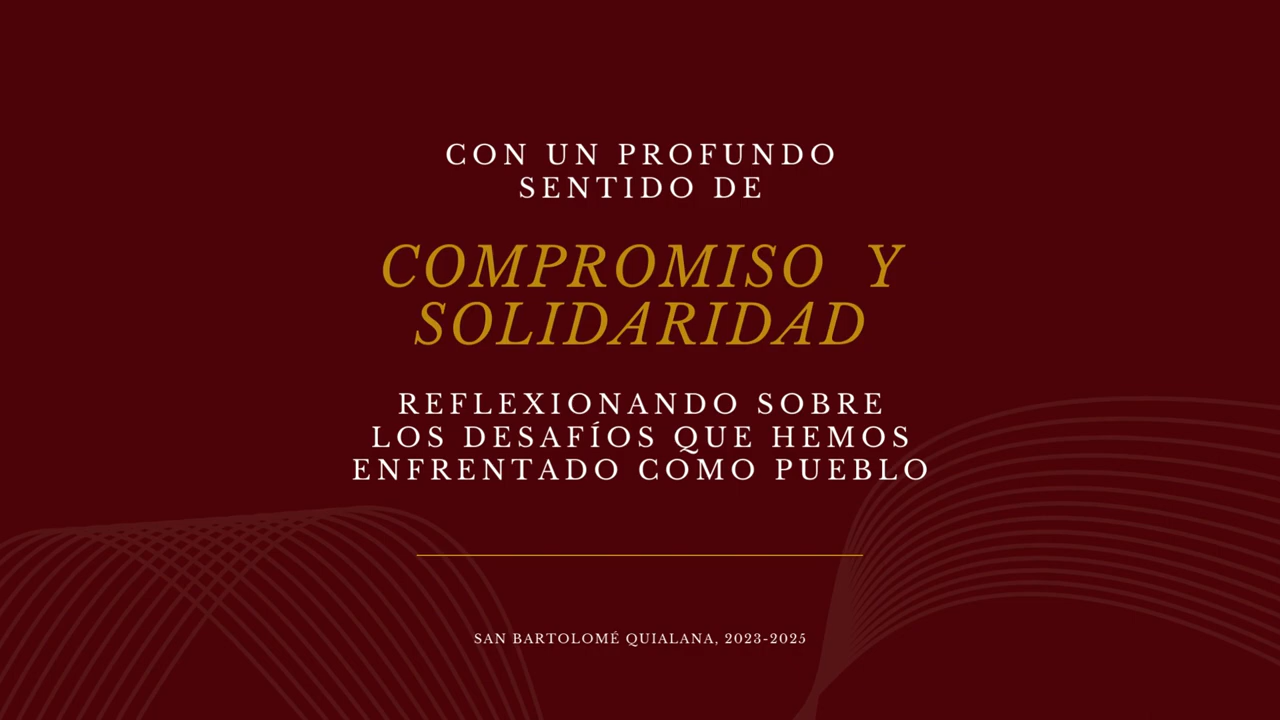 CON UN PROFUNDO
SENTIDO DE
COMPROMISO Y
SOLIDARIDAD
REFLEXIONANDO SOBRE
LOS DESAFÍOS QUE HEMOS
ENFRENTADO COMO PUEBLO
SAN BARTOLOMÉ QUIALANA, 2023-2025